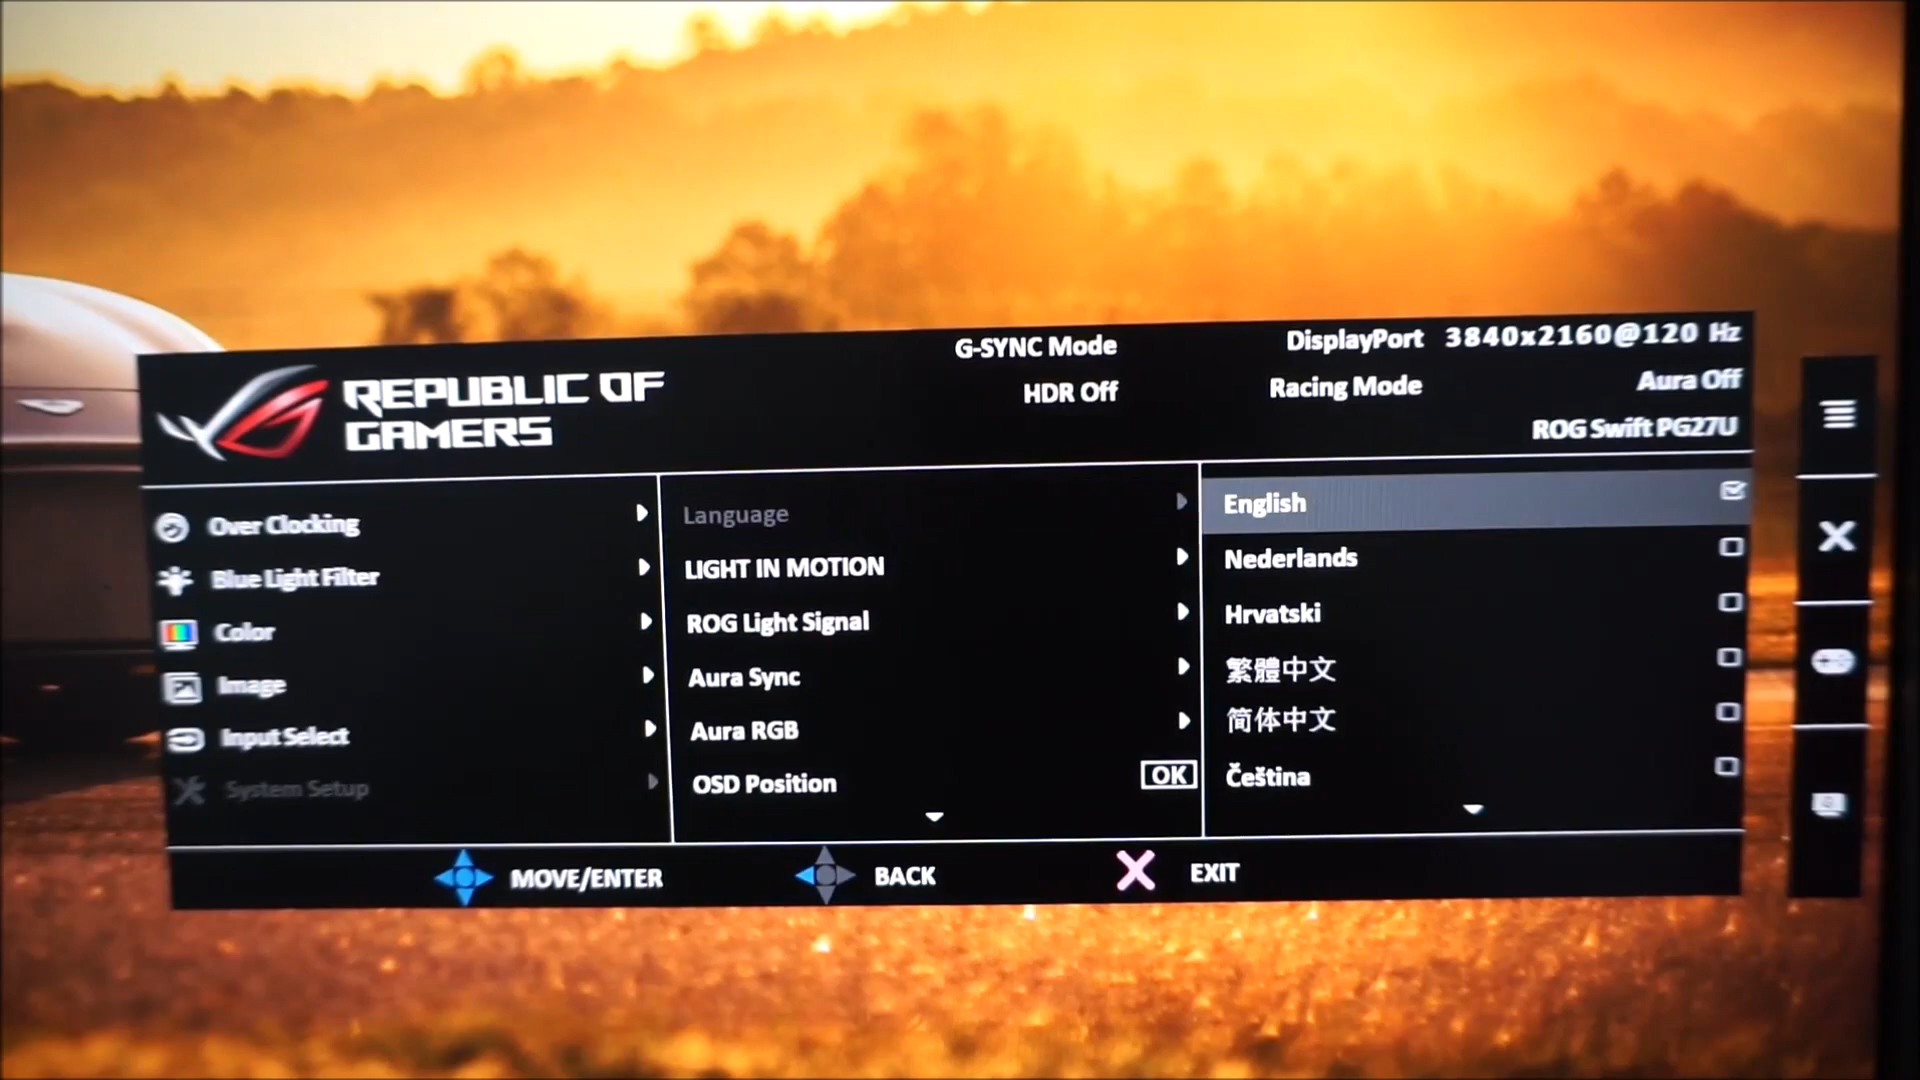 REPUBLIC OF
GAMERS
G-SYNC Mode
HDR Off
DisplayPort 3840x2160@120 Hz
Racing Mode
Aura Off
ROG Swift PG27U
Over Clocking
Blue Light Filter
Color
Image
Input Select
System Setup
Language
LIGHT IN MOTION
ROG Light Signal
Aura Sync
Aura RGB
OSD Position OK
English
Nederlands
Hrvatski
繁體中文
简体中文
Čeština
MOVE/ENTER BACK EXIT